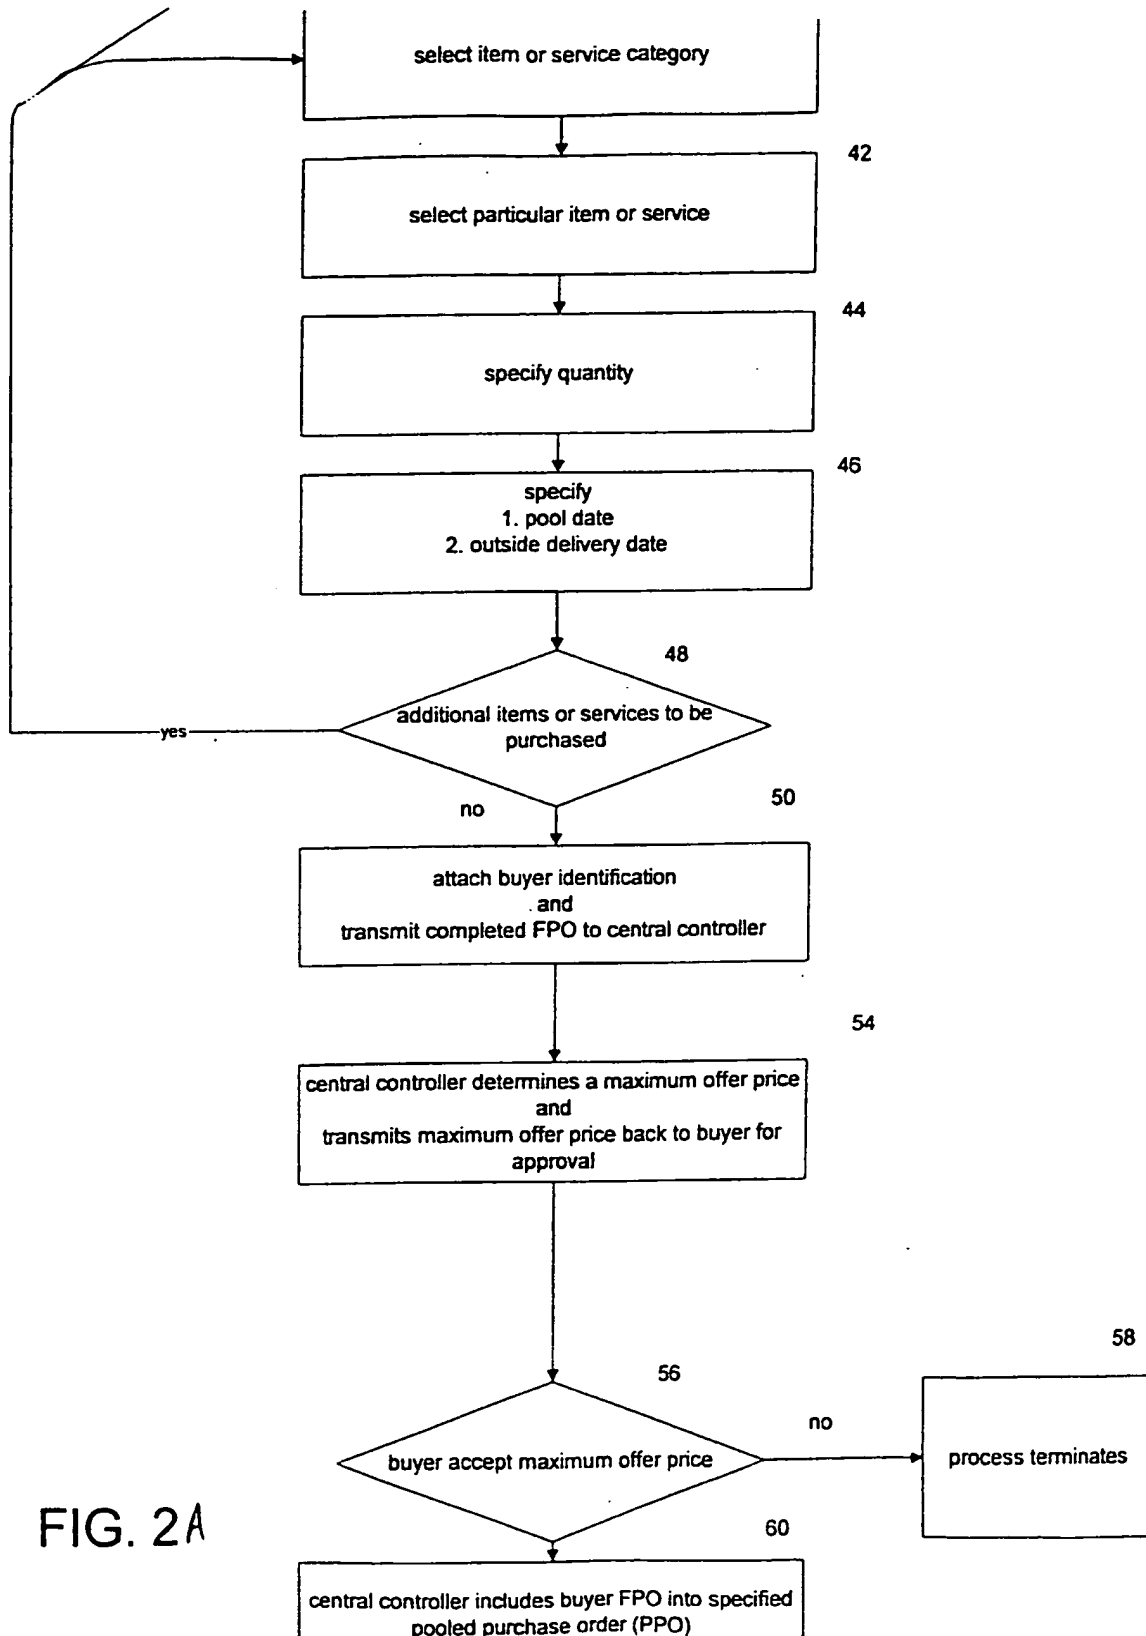 select item or service category
42
select particular item or service
44
specify quantity
46
specify
1. pool date
2. outside delivery date
48
additional items or services to be
purchased
yes
no
50
attach buyer identification
and
transmit completed FPO to central controller
54
central controller determines a maximum offer price
and
transmits maximum offer price back to buyer for
approval
56
buyer accept maximum offer price
no
58
process terminates
60
central controller includes buyer FPO into specified
pooled purchase order (PPO)
FIG. 2A